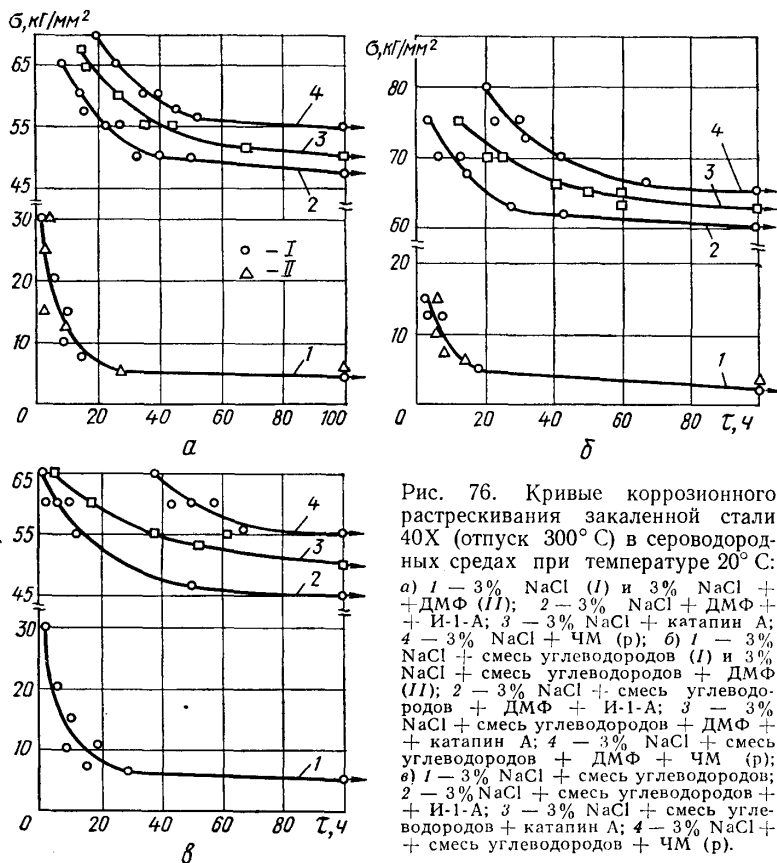 σ,кГ/мм²
65
55
45
30
20
10
0
○ – I
△ – II
4
3
2
1
0 20 40 60 80 100
а
σ,кГ/мм²
80
70
60
20
10
0
4
3
2
1
0 20 40 60 80 τ,ч
б
65
55
45
30
20
10
0
4
3
2
1
0 20 40 60 80 τ,ч
в
Рис. 76. Кривые коррозионного
растрескивания закаленной стали
40Х (отпуск 300° С) в сероводород-
ных средах при температуре 20° С:
а) 1 — 3% NaCl (I) и 3% NaCl +
+ДМФ (II); 2 — 3% NaCl + ДМФ +
+ И-1-А; 3 — 3% NaCl + катапин А;
4 — 3% NaCl + ЧМ (р); б) 1 — 3%
NaCl + смесь углеводородов (I) и 3%
NaCl + смесь углеводородов + ДМФ
(II); 2 — 3% NaCl + смесь углеводо-
родов + ДМФ + И-1-А; 3 — 3%
NaCl + смесь углеводородов + ДМФ +
+ катапин А; 4 — 3% NaCl + смесь
углеводородов + ДМФ + ЧМ (р);
в) 1 — 3% NaCl + смесь углеводородов;
2 — 3% NaCl + смесь углеводородов +
+ И-1-А; 3 — 3% NaCl + смесь угле-
водородов + катапин А; 4 — 3% NaCl +
+ смесь углеводородов + ЧМ (р).